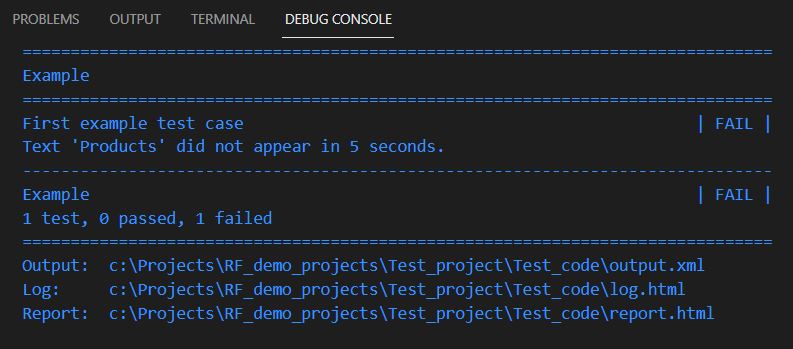 PROBLEMS OUTPUT TERMINAL DEBUG CONSOLE
==============================================================================
Example
==============================================================================
First example test case | FAIL |
Text 'Products' did not appear in 5 seconds.
------------------------------------------------------------------------------
Example | FAIL |
1 test, 0 passed, 1 failed
==============================================================================
Output: c:\Projects\RF_demo_projects\Test_project\Test_code\output.xml
Log: c:\Projects\RF_demo_projects\Test_project\Test_code\log.html
Report: c:\Projects\RF_demo_projects\Test_project\Test_code\report.html